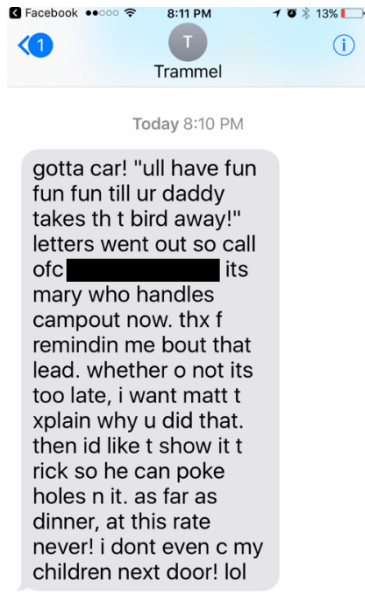 Facebook 8:11 PM 13%
1
T
Trammel
Today 8:10 PM
gotta car! "ull have fun
fun fun till ur daddy
takes th t bird away!"
letters went out so call
ofc its
mary who handles
campout now. thx f
remindin me bout that
lead. whether o not its
too late, i want matt t
xplain why u did that.
then id like t show it t
rick so he can poke
holes n it. as far as
dinner, at this rate
never! i dont even c my
children next door! lol